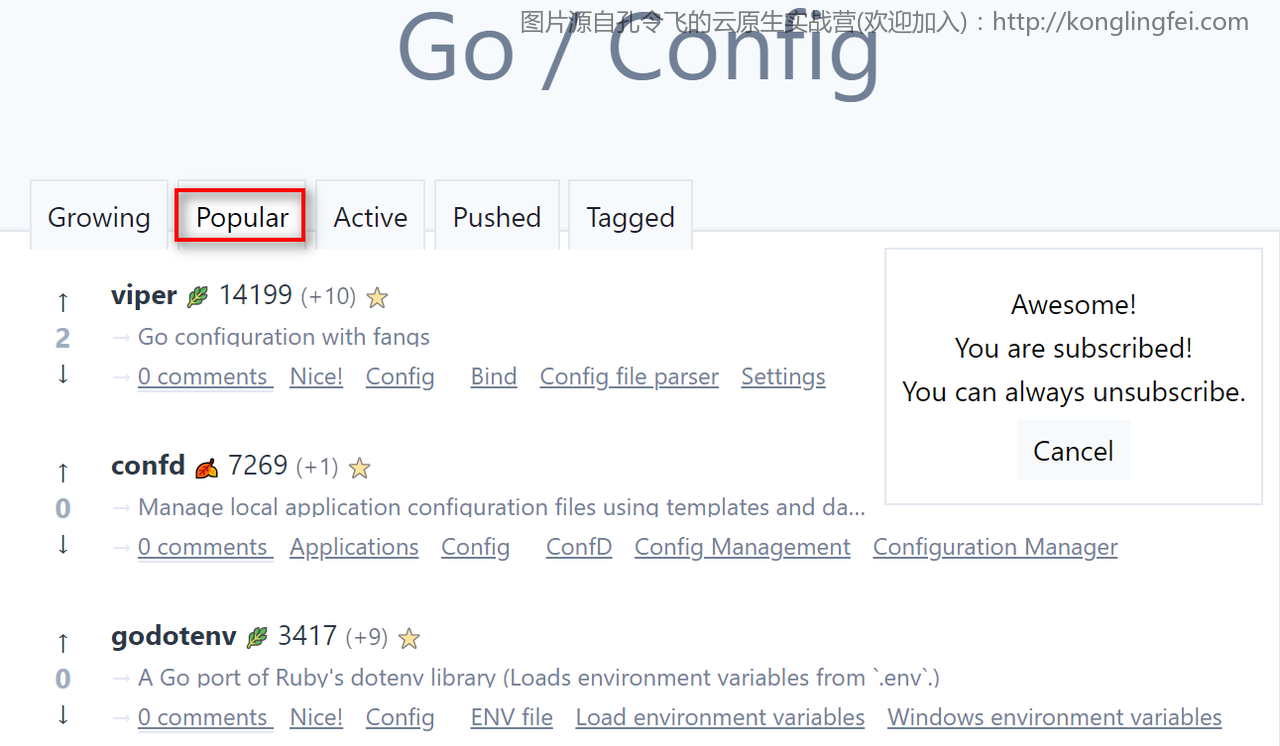 图片源自孔令飞的云原生实战营(欢迎加入)：http://konglingfei.com
Go / Config
Growing Popular Active Pushed Tagged
viper 14199 (+10)
2
→ Go configuration with fangs
→ 0 comments Nice! Config Bind Config file parser Settings
Awesome!
You are subscribed!
You can always unsubscribe.
Cancel
confd 7269 (+1)
0
→ Manage local application configuration files using templates and da...
→ 0 comments Applications Config ConfD Config Management Configuration Manager
godotenv 3417 (+9)
0
→ A Go port of Ruby's dotenv library (Loads environment variables from `.env`.)
→ 0 comments Nice! Config ENV file Load environment variables Windows environment variables